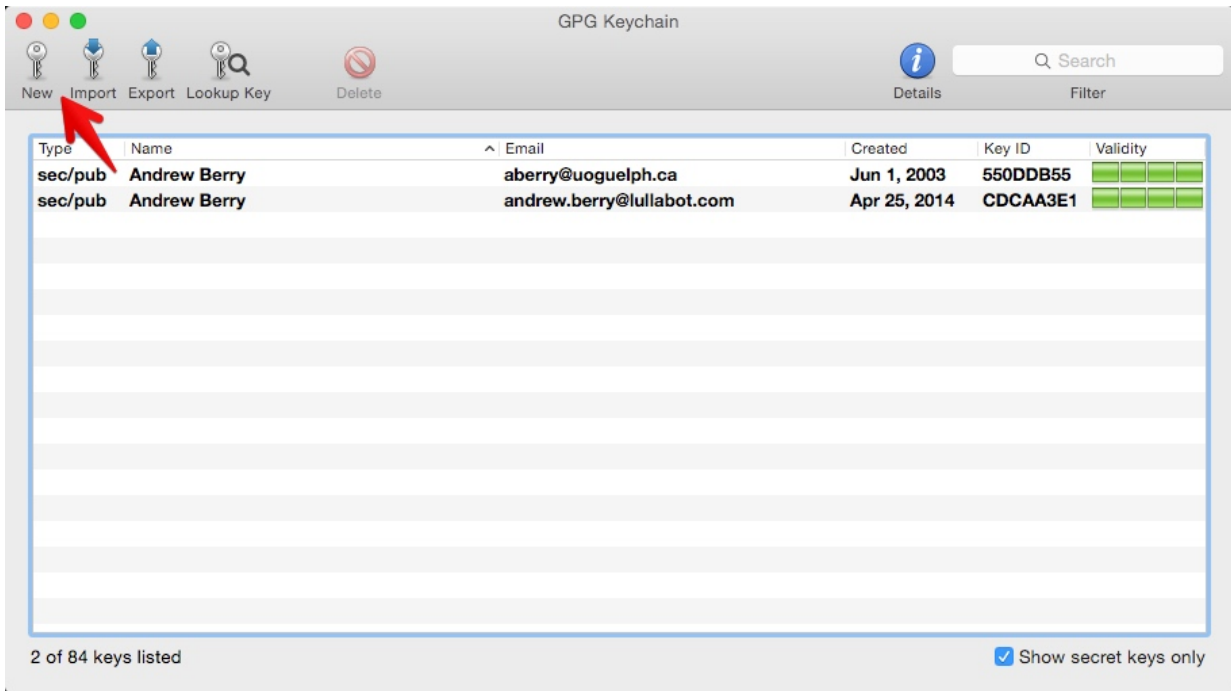 GPG Keychain
New Import Export Lookup Key Delete Details Search Filter
Type Name Email Created Key ID Validity
sec/pub Andrew Berry aberry@uoguelph.ca Jun 1, 2003 550DDB55
sec/pub Andrew Berry andrew.berry@lullabot.com Apr 25, 2014 CDCAA3E1
2 of 84 keys listed Show secret keys only